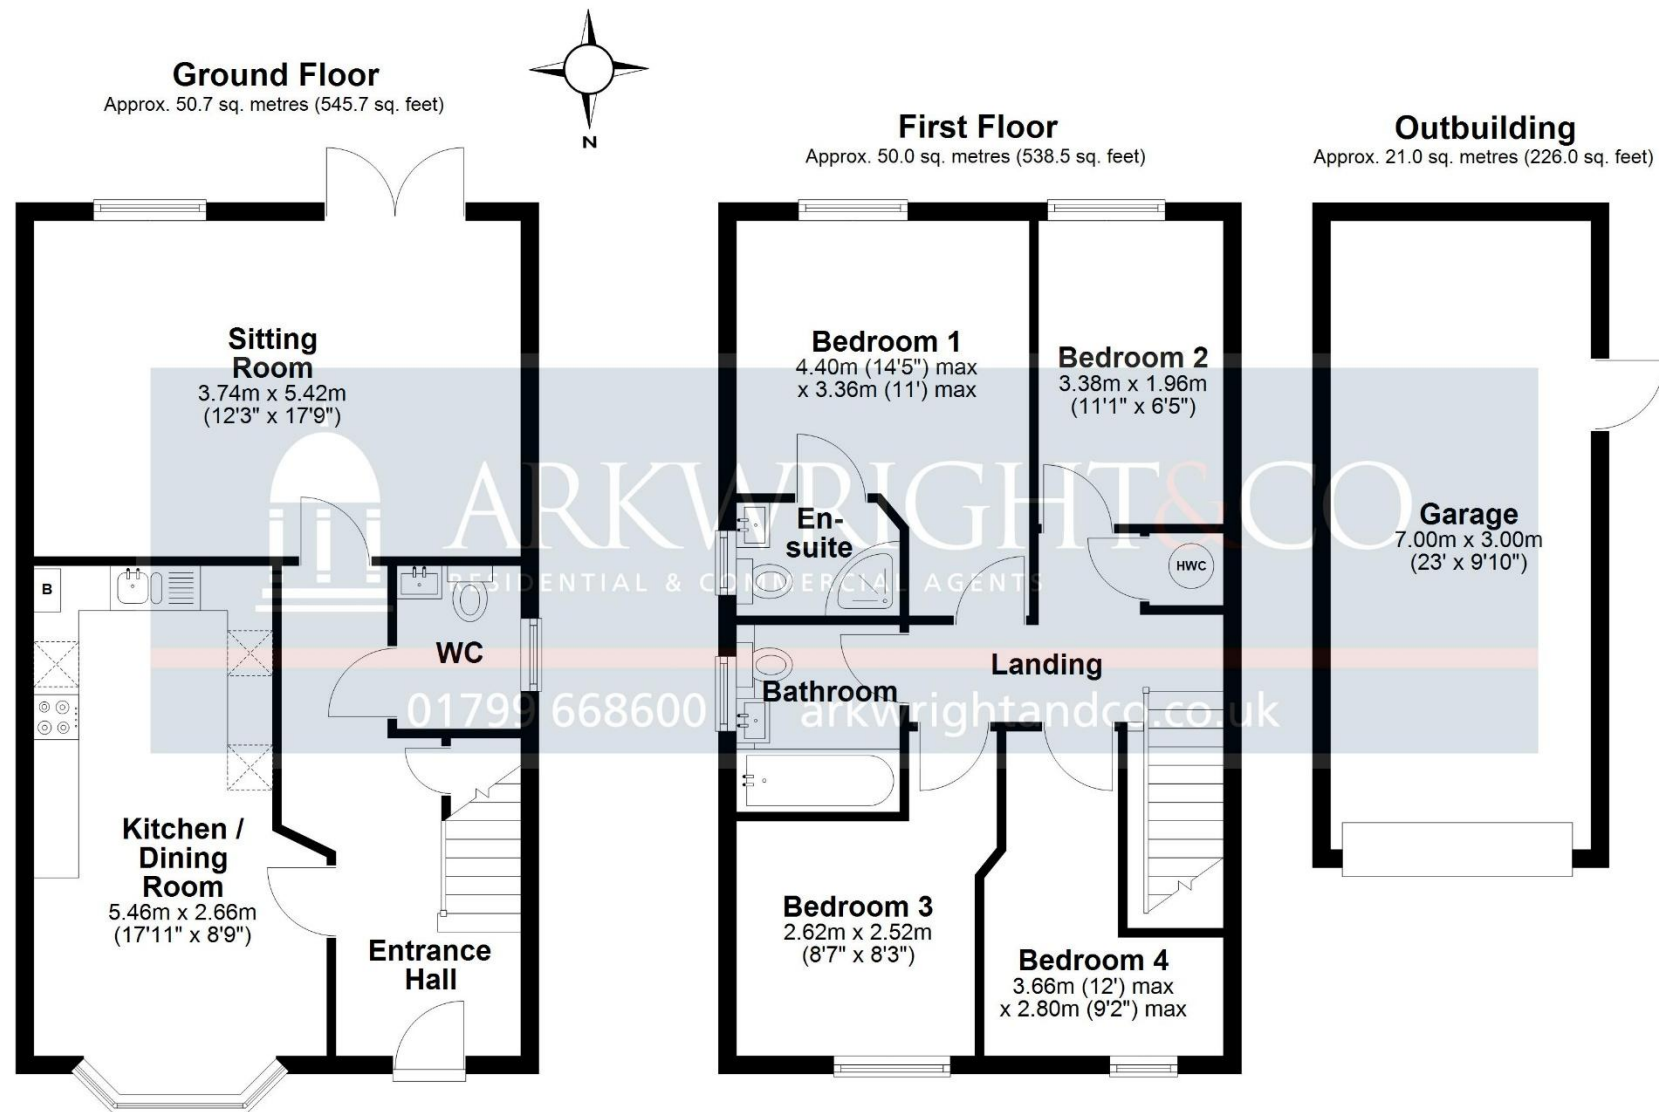 Ground Floor
Approx. 50.7 sq. metres (545.7 sq. feet)
N
First Floor
Approx. 50.0 sq. metres (538.5 sq. feet)
Outbuilding
Approx. 21.0 sq. metres (226.0 sq. feet)
Sitting
Room
3.74m x 5.42m
(12'3" x 17'9")
Bedroom 1
4.40m (14'5") max
x 3.36m (11') max
Bedroom 2
3.38m x 1.96m
(11'1" x 6'5")
ARKWRIGHT&CO
RESIDENTIAL & COMMERCIAL AGENTS
En-
suite
Garage
7.00m x 3.00m
(23' x 9'10")
HWC
B
WC
Landing
Bathroom
01799 668600 arkwrightandco.co.uk
Kitchen /
Dining
Room
5.46m x 2.66m
(17'11" x 8'9")
Entrance
Hall
Bedroom 3
2.62m x 2.52m
(8'7" x 8'3")
Bedroom 4
3.66m (12') max
x 2.80m (9'2") max